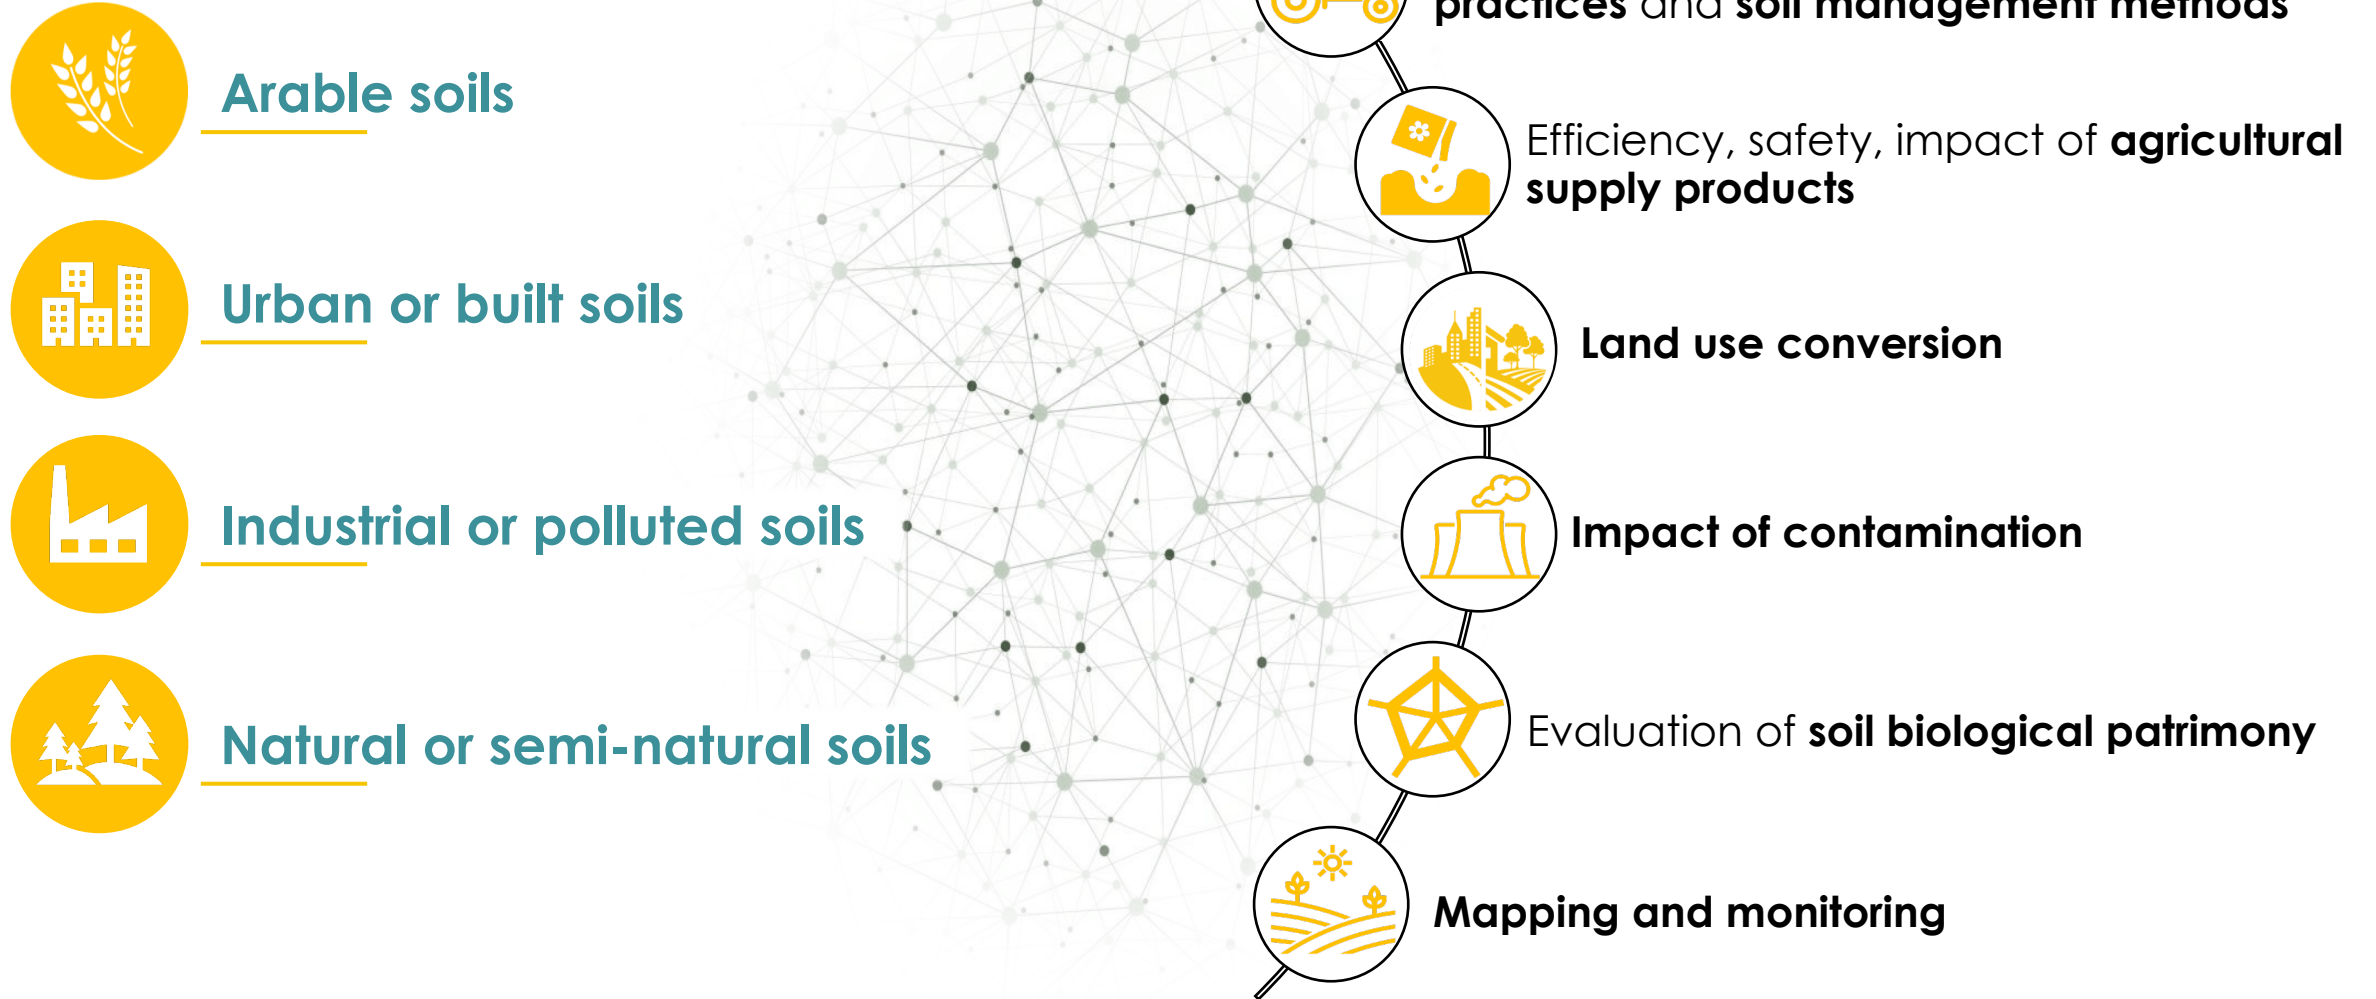 Arable soils
Urban or built soils
Industrial or polluted soils
Natural or semi-natural soils
practices and soil management methods
Efficiency, safety, impact of agricultural
supply products
Land use conversion
Impact of contamination
Evaluation of soil biological patrimony
Mapping and monitoring